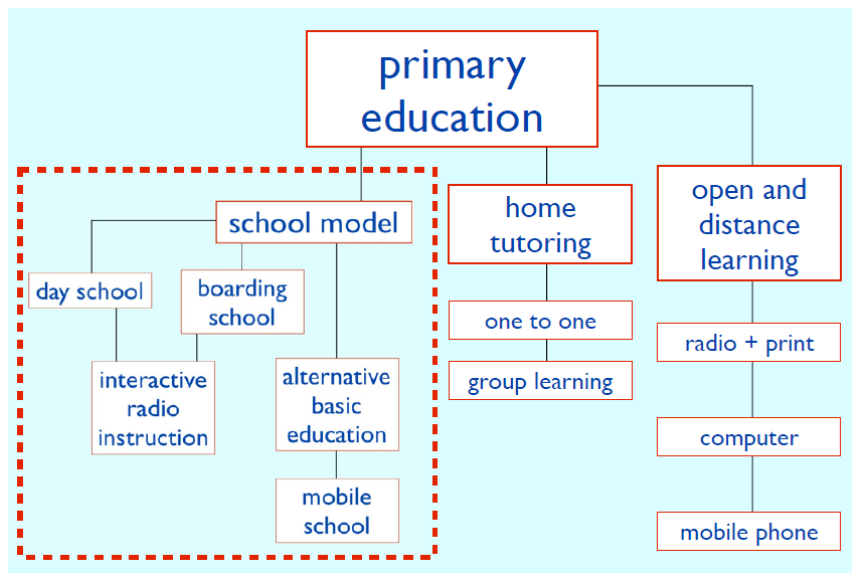 primary
education
school model
day school
boarding
school
interactive
radio
instruction
alternative
basic
education
mobile
school
home
tutoring
one to one
group learning
open and
distance
learning
radio + print
computer
mobile phone